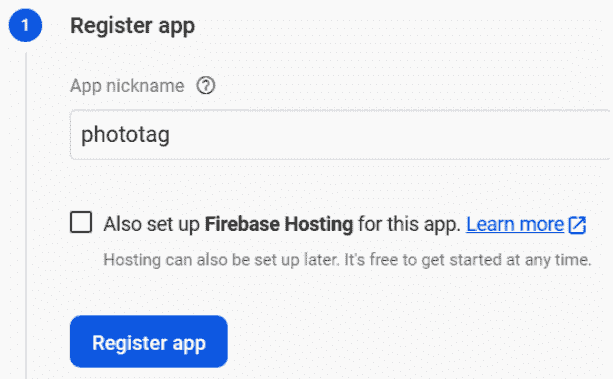 1 Register app
App nickname ?
phototag
Also set up Firebase Hosting for this app. Learn more
Hosting can also be set up later. It's free to get started at any time.
Register app